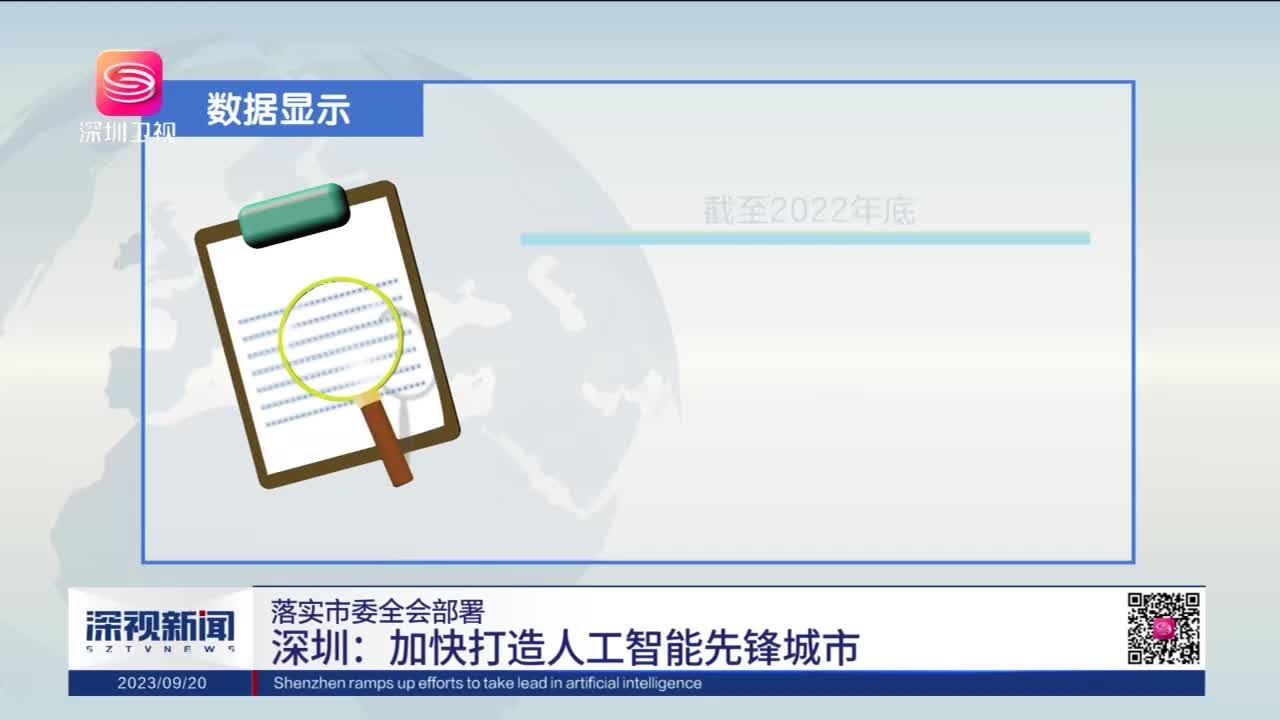 数据显示
深圳卫视
截至2022年底
落实市委全会部署
深视新闻
深圳：加快打造人工智能先锋城市
SZTVNEWS
2023/09/20
Shenzhen ramps up efforts to take lead in artificial intelligence